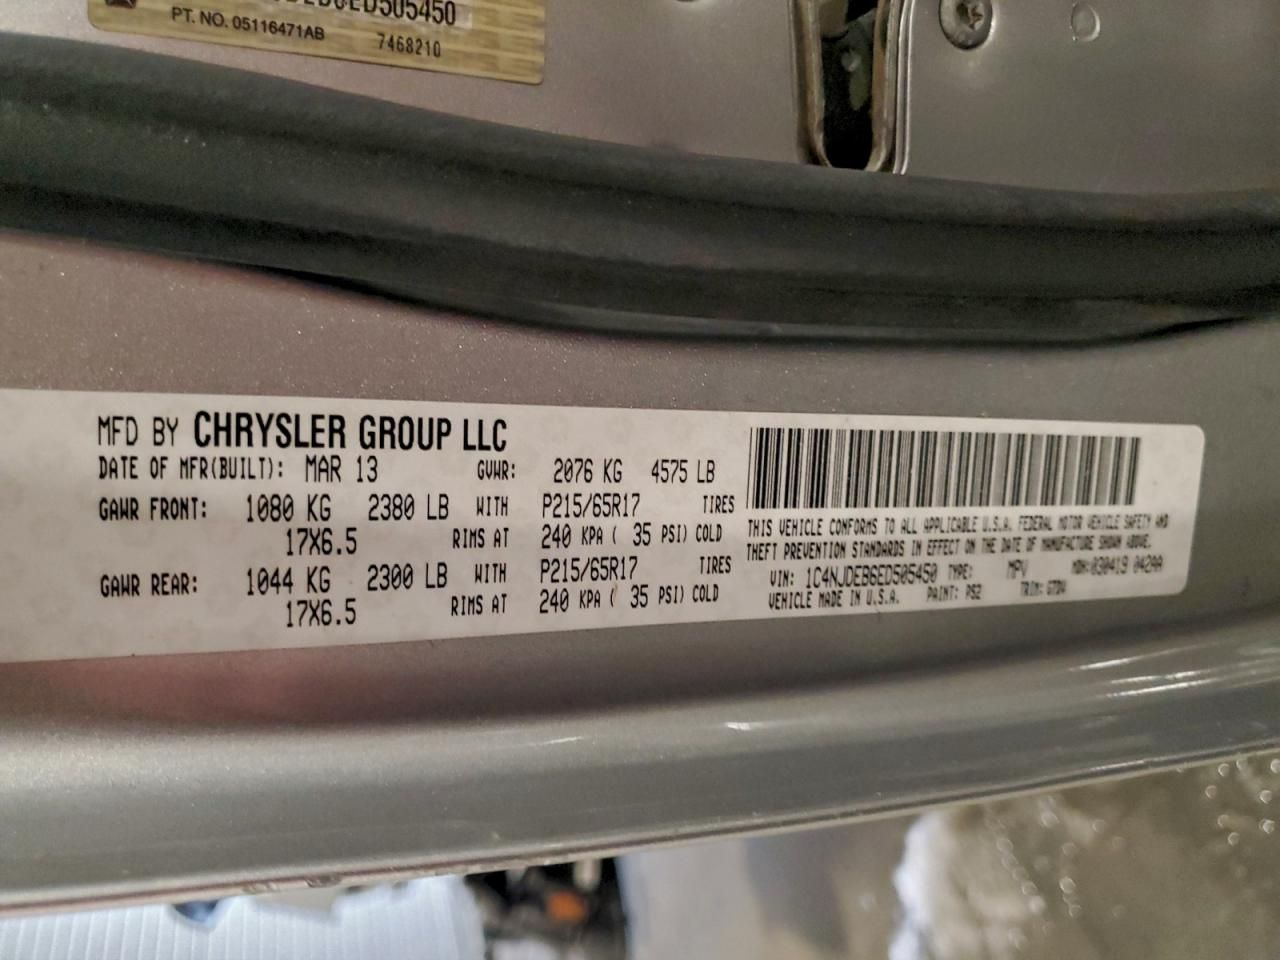 ED505450
PT. NO. 05116471AB 7468210
MFD BY CHRYSLER GROUP LLC
DATE OF MFR(BUILT): MAR 13 GVWR: 2076 KG 4575 LB
GAWR FRONT: 1080 KG 2380 LB WITH P215/65R17 TIRES
17X6.5 RIMS AT 240 KPA ( 35 PSI) COLD
GAWR REAR: 1044 KG 2300 LB WITH P215/65R17 TIRES
17X6.5 RIMS AT 240 KPA ( 35 PSI) COLD
THIS VEHICLE CONFORMS TO ALL APPLICABLE U.S.A. FEDERAL MOTOR VEHICLE SAFETY AND
THEFT PREVENTION STANDARDS IN EFFECT ON THE DATE OF MANUFACTURE SHOWN ABOVE.
VIN: 1C4NJDEB6ED505450 TYPE: MPV MDH: 030419 042AA
VEHICLE MADE IN U.S.A. PAINT: PS2 TRIM: